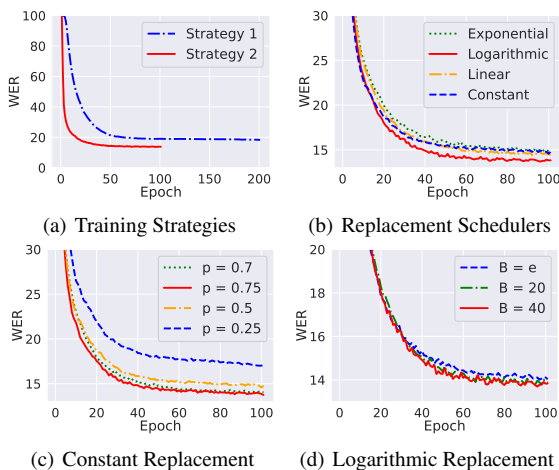 100
80
60
40
20
0
WER
Strategy 1
Strategy 2
0 50 100 150 200
Epoch
(a) Training Strategies
30
25
20
15
WER
Exponential
Logarithmic
Linear
Constant
0 20 40 60 80 100
Epoch
(b) Replacement Schedulers
30
25
20
15
WER
p = 0.7
p = 0.75
p = 0.5
p = 0.25
0 20 40 60 80 100
Epoch
(c) Constant Replacement
20
18
16
14
WER
B = e
B = 20
B = 40
0 20 40 60 80 100
Epoch
(d) Logarithmic Replacement